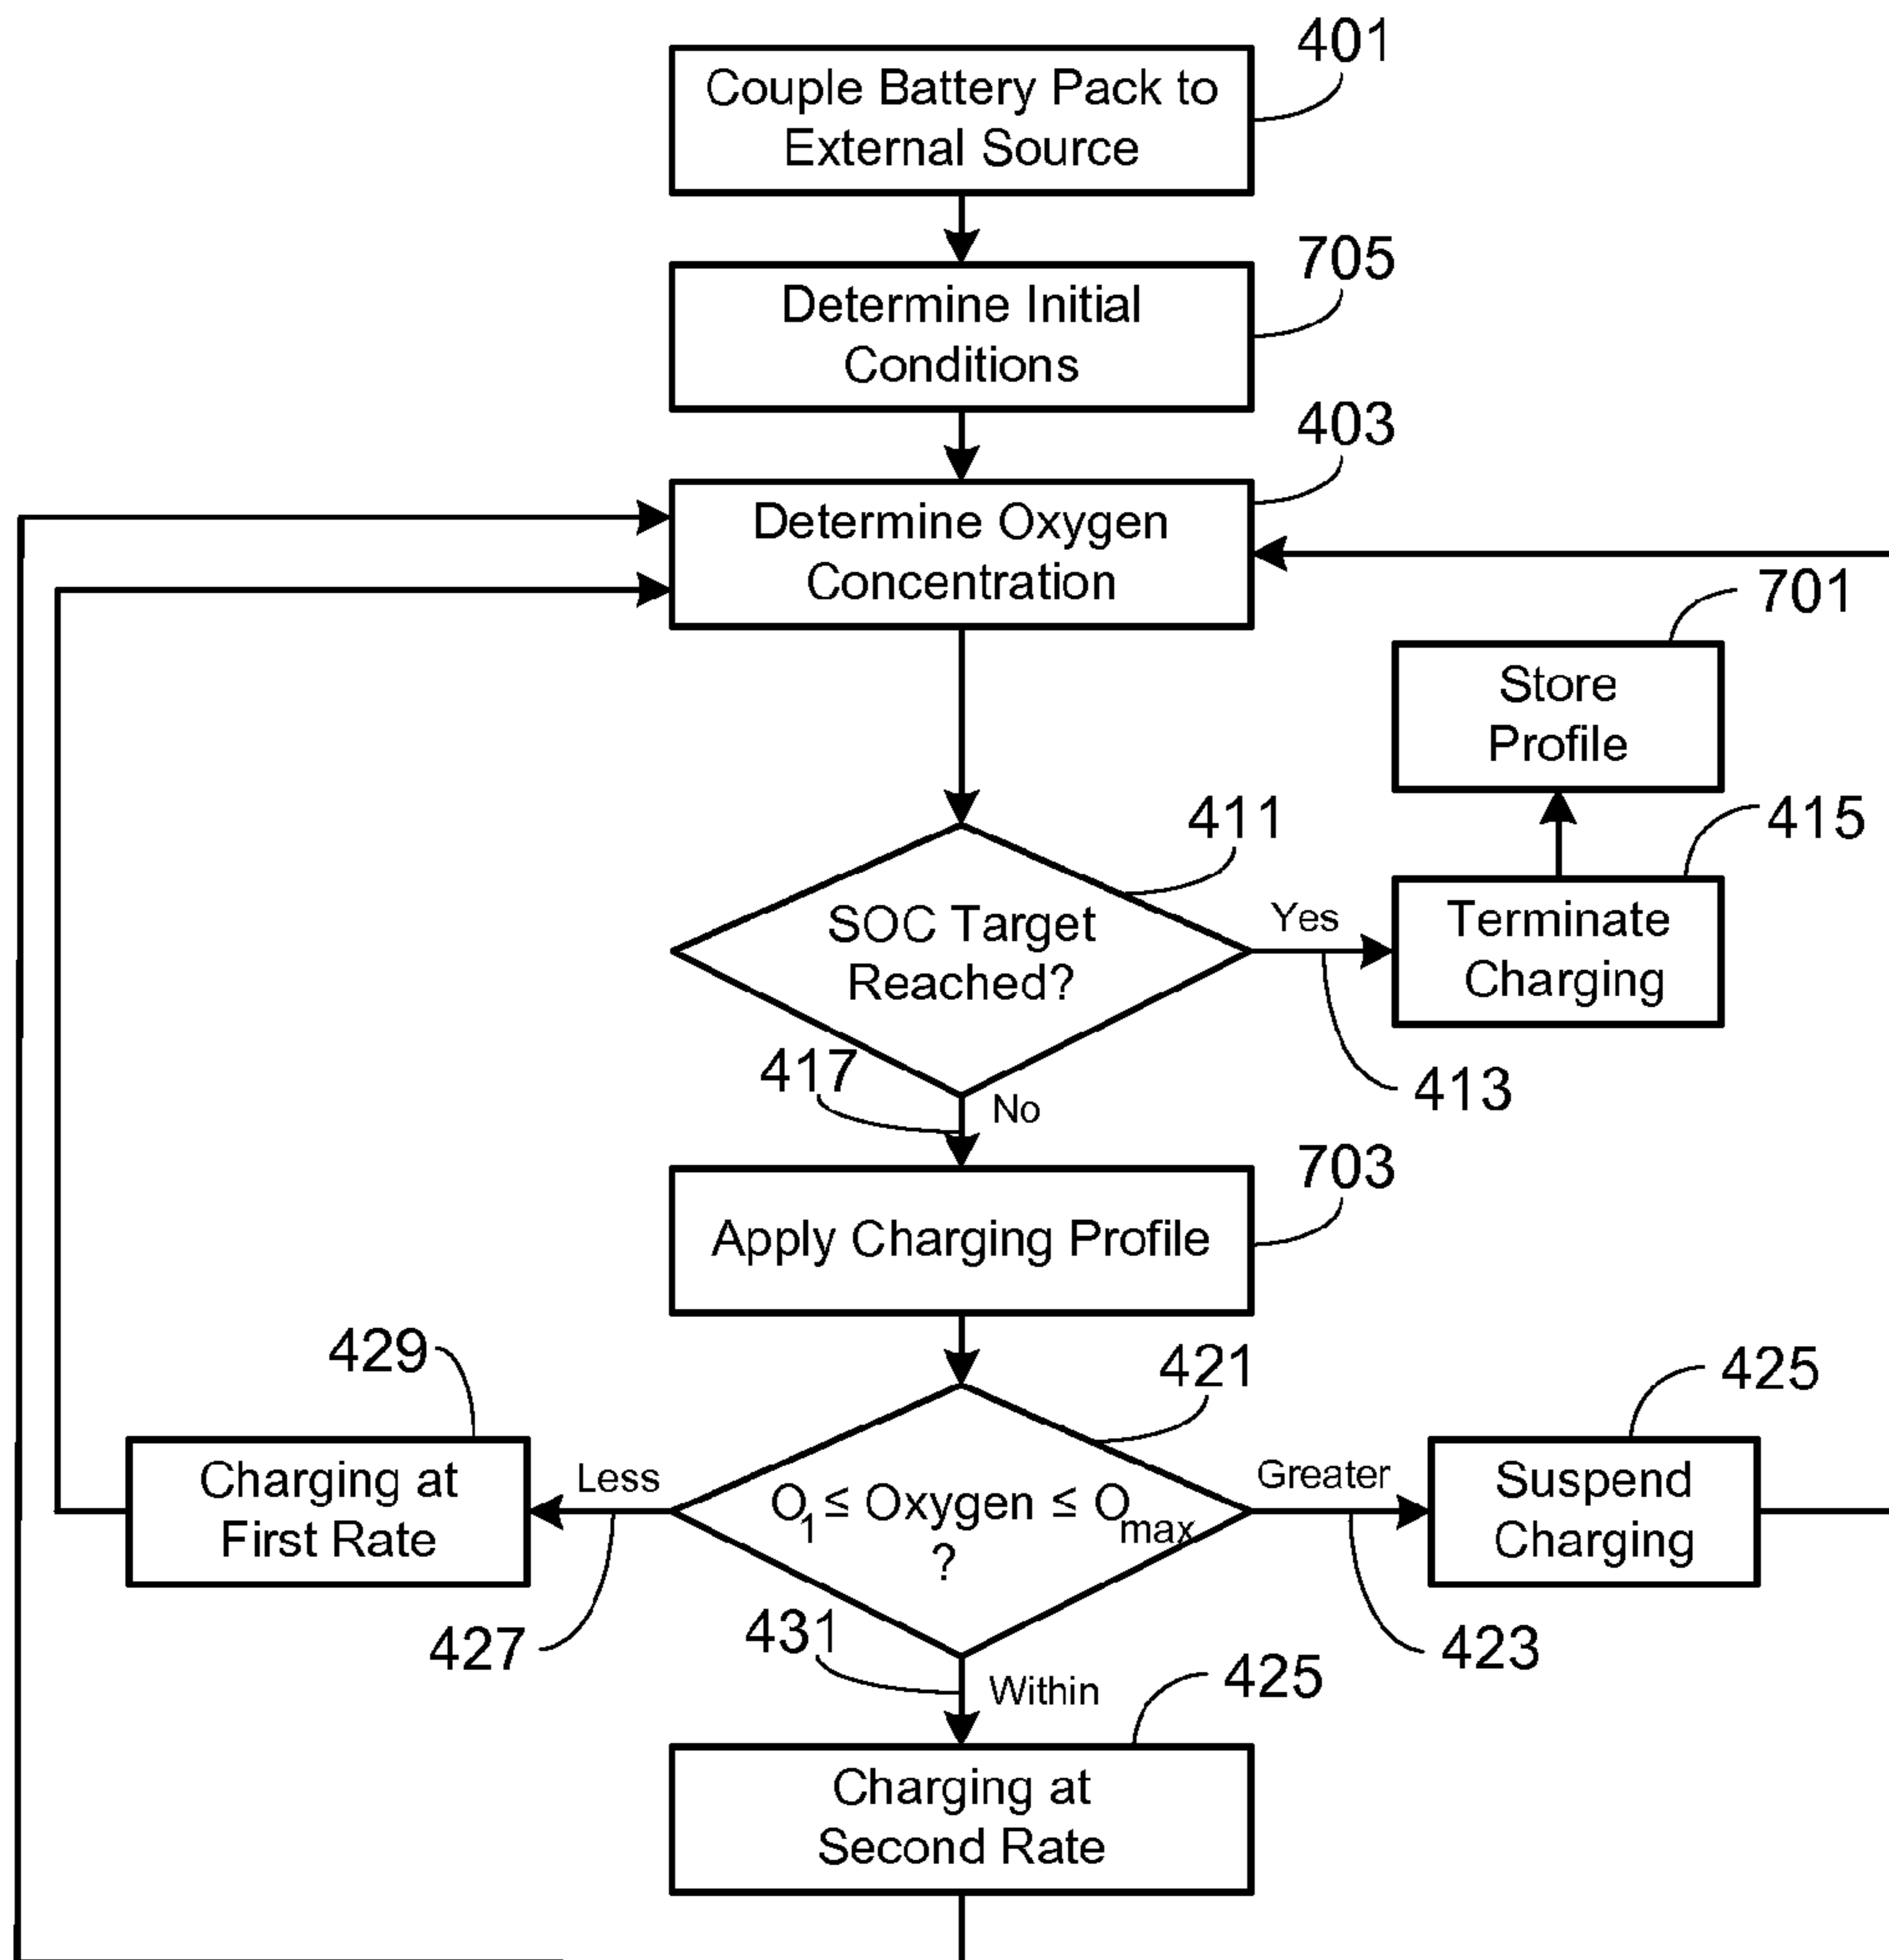 401
Couple Battery Pack to
External Source
705
Determine Initial
Conditions
403
Determine Oxygen
Concentration
701
Store
Profile
411
415
SOC Target
Reached?
Yes
Terminate
Charging
413
417
No
703
Apply Charging Profile
429
421
425
Charging at
First Rate
Less
O1 ≤ Oxygen ≤ Omax
?
Greater
Suspend
Charging
427
431
423
Within
425
Charging at
Second Rate